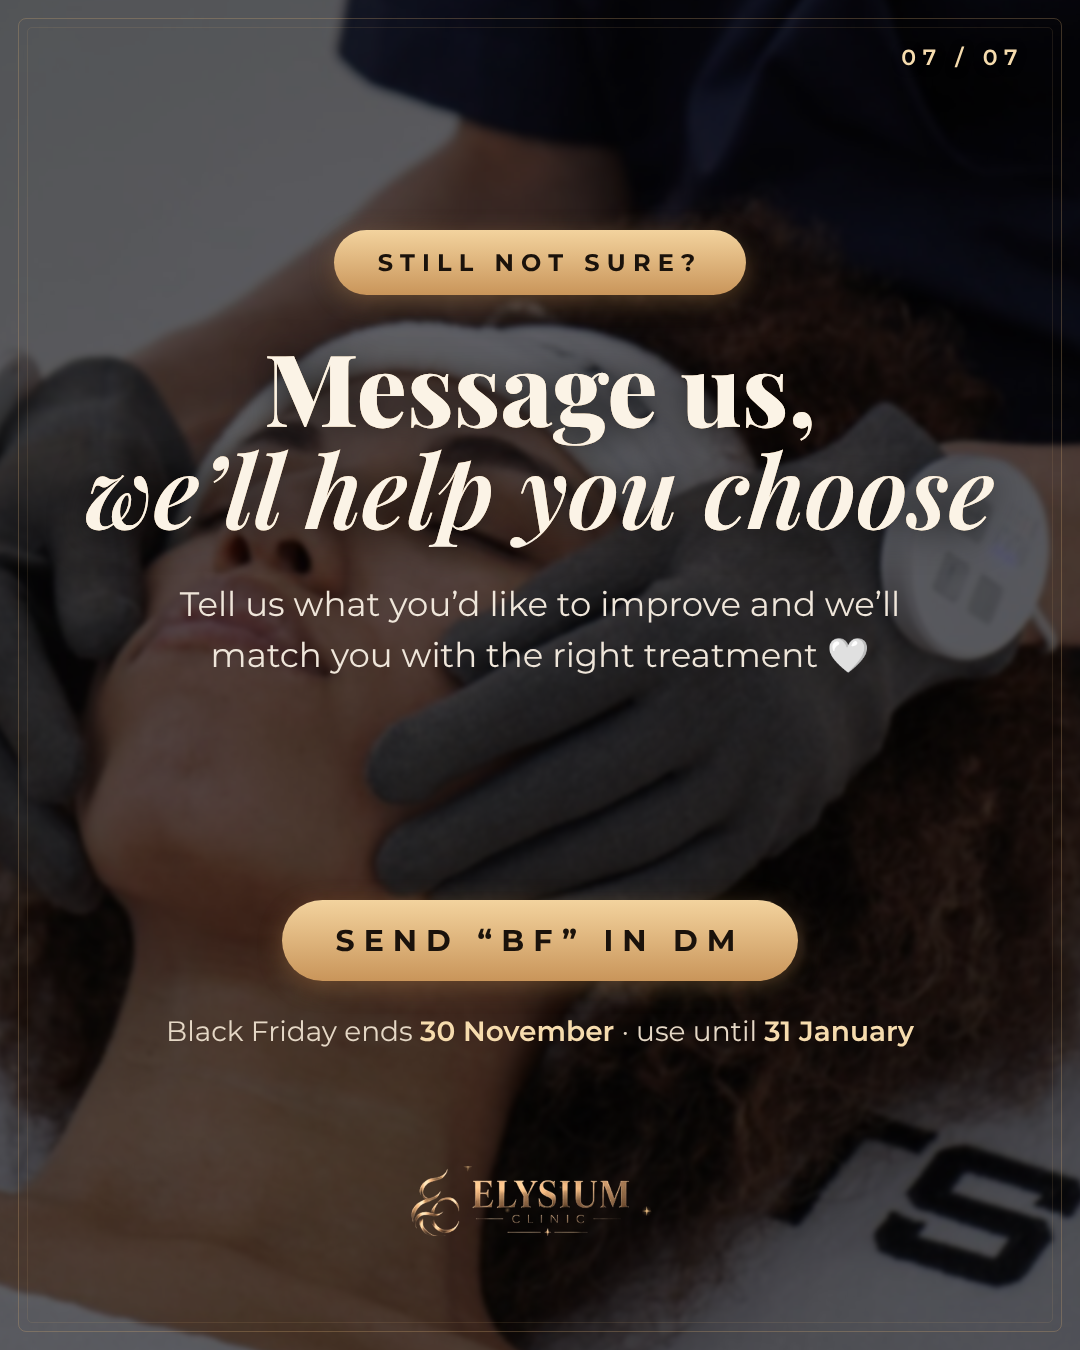 07 / 07
STILL NOT SURE?
Message us,
we’ll help you choose
Tell us what you’d like to improve and we’ll
match you with the right treatment 🤍
SEND “BF” IN DM
Black Friday ends 30 November · use until 31 January
ELYSIUM
CLINIC
S